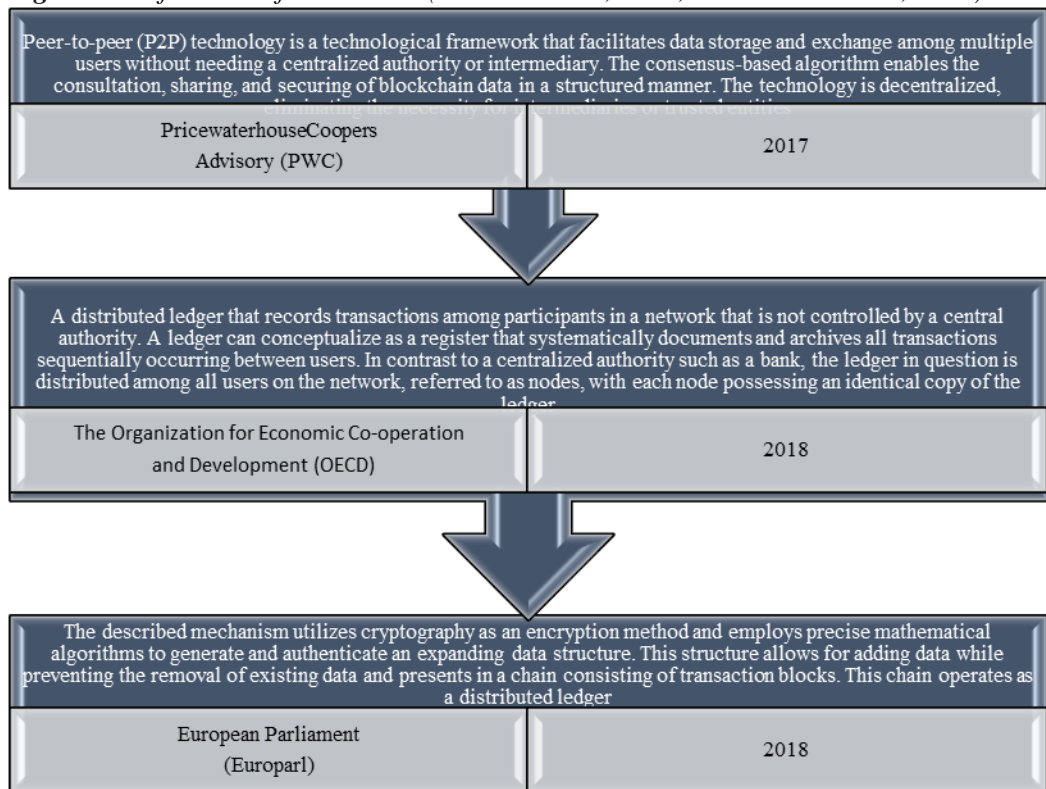 Peer-to-peer (P2P) technology is a technological framework that facilitates data storage and exchange among multiple
users without needing a centralized authority or intermediary. The consensus-based algorithm enables the
consultation, sharing, and securing of blockchain data in a structured manner. The technology is decentralized,
eliminating the necessity for intermediaries or trusted entities
PricewaterhouseCoopers
Advisory (PWC)
2017
A distributed ledger that records transactions among participants in a network that is not controlled by a central
authority. A ledger can conceptualize as a register that systematically documents and archives all transactions
sequentially occurring between users. In contrast to a centralized authority such as a bank, the ledger in question is
distributed among all users on the network, referred to as nodes, with each node possessing an identical copy of the
ledger
The Organization for Economic Co-operation
and Development (OECD)
2018
The described mechanism utilizes cryptography as an encryption method and employs precise mathematical
algorithms to generate and authenticate an expanding data structure. This structure allows for adding data while
preventing the removal of existing data and presents in a chain consisting of transaction blocks. This chain operates as
a distributed ledger
European Parliament
(Europarl)
2018